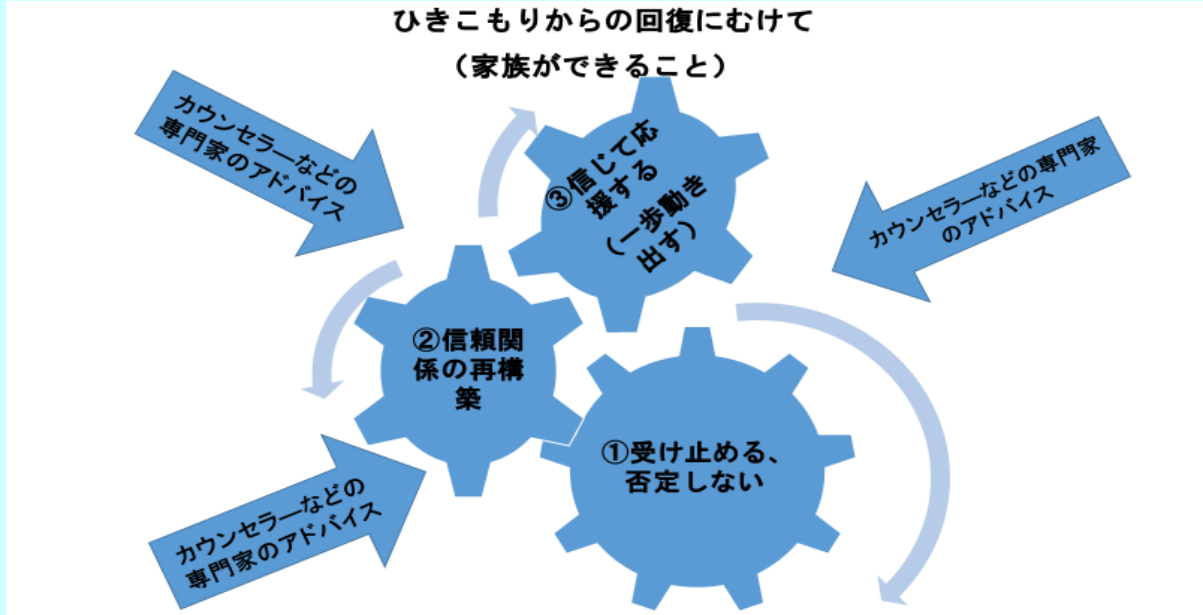 ひきこもりからの回復にむけて
（家族ができること）
カウンセラーなどの
専門家のアドバイス
③信じて応
援する
（一歩動き
出す）
カウンセラーなどの専門家
のアドバイス
②信頼関
係の再構
築
①受け止める、
否定しない
カウンセラーなどの
専門家のアドバイス